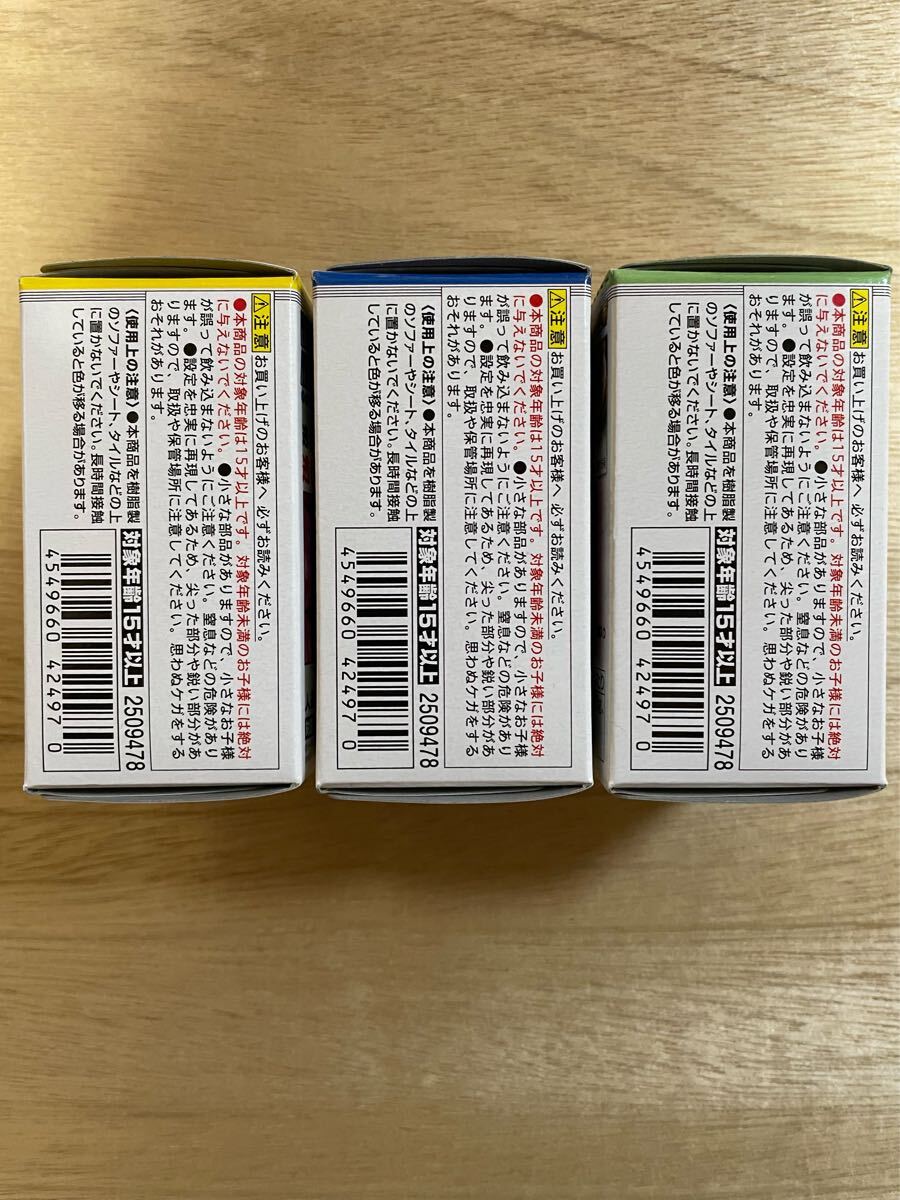 ⚠注意 お買い上げのお客様へ 必ずお読みください。
●本商品の対象年齢は15才以上です。対象年齢未満のお子様には絶対
に与えないでください。●小さな部品がありますので、小さなお子様
が誤って飲み込まないようにご注意ください。窒息などの危険があり
ます。●設定を忠実に再現してあるため、尖った部分や鋭い部分があ
りますので、取扱や保管場所に注意してください。思わぬケガをする
おそれがあります。
〈使用上の注意〉●本商品を樹脂製
のソファーやシート、タイルなどの上
に置かないでください。長時間接触
していると色が移る場合があります。
対象年齢15才以上 2509478
4549660 424970
⚠注意 お買い上げのお客様へ 必ずお読みください。
●本商品の対象年齢は15才以上です。対象年齢未満のお子様には絶対
に与えないでください。●小さな部品がありますので、小さなお子様
が誤って飲み込まないようにご注意ください。窒息などの危険があり
ます。●設定を忠実に再現してあるため、尖った部分や鋭い部分があ
りますので、取扱や保管場所に注意してください。思わぬケガをする
おそれがあります。
〈使用上の注意〉●本商品を樹脂製
のソファーやシート、タイルなどの上
に置かないでください。長時間接触
していると色が移る場合があります。
対象年齢15才以上 2509478
4549660 424970
⚠注意 お買い上げのお客様へ 必ずお読みください。
●本商品の対象年齢は15才以上です。対象年齢未満のお子様には絶対
に与えないでください。●小さな部品がありますので、小さなお子様
が誤って飲み込まないようにご注意ください。窒息などの危険があり
ます。●設定を忠実に再現してあるため、尖った部分や鋭い部分があ
りますので、取扱や保管場所に注意してください。思わぬケガをする
おそれがあります。
〈使用上の注意〉●本商品を樹脂製
のソファーやシート、タイルなどの上
に置かないでください。長時間接触
していると色が移る場合があります。
対象年齢15才以上 2509478
4549660 424970